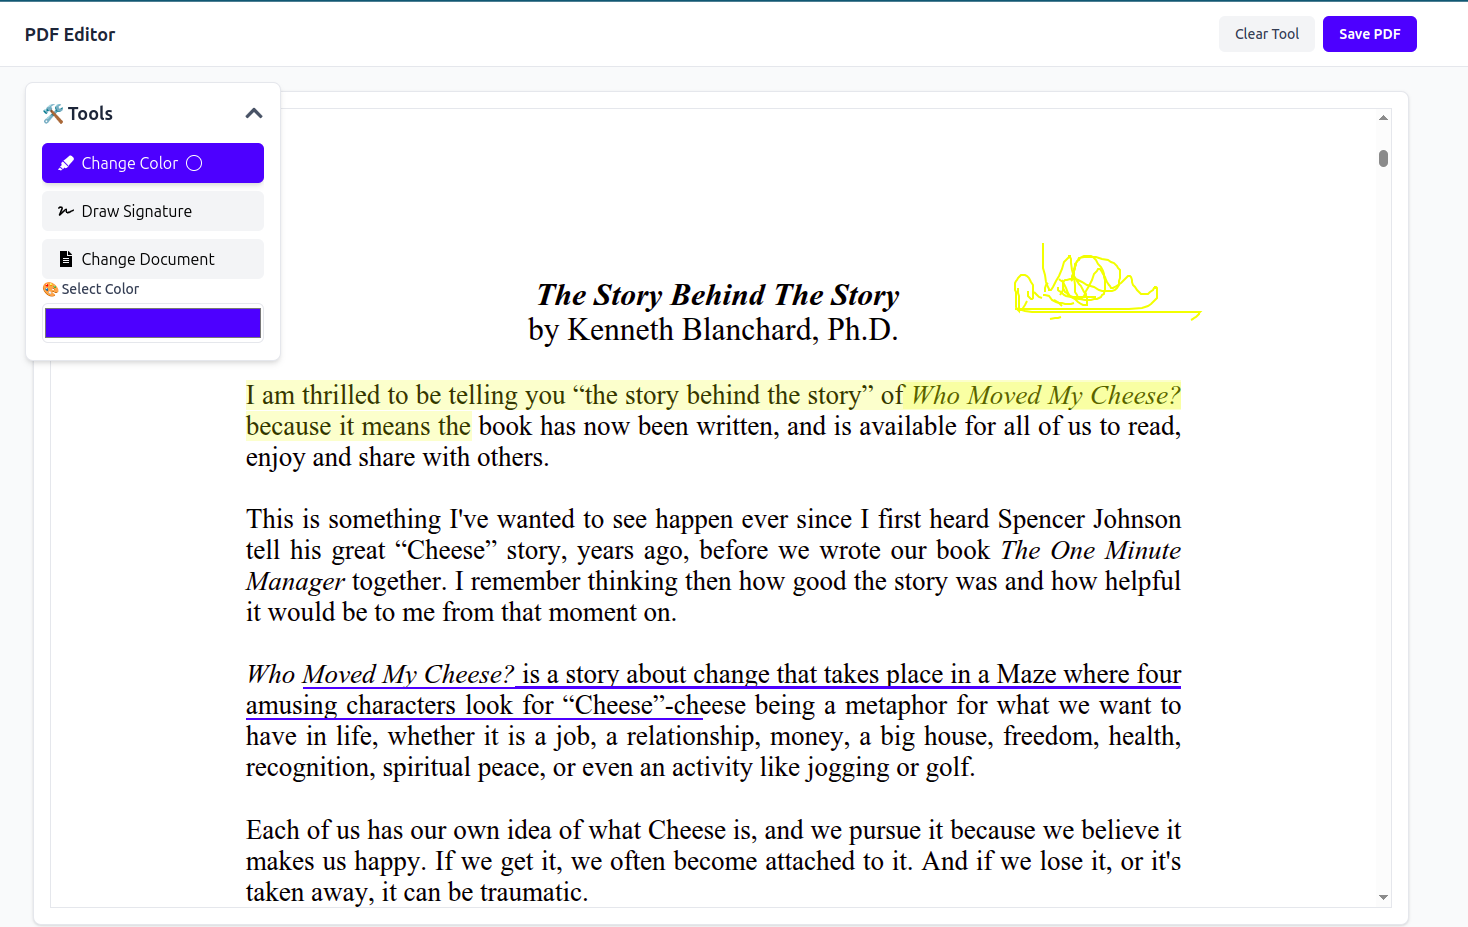 PDF Editor
Clear Tool
Save PDF
Tools
Change Color
Draw Signature
Change Document
Select Color
The Story Behind The Story
by Kenneth Blanchard, Ph.D.
I am thrilled to be telling you “the story behind the story” of Who Moved My Cheese?
because it means the book has now been written, and is available for all of us to read,
enjoy and share with others.
This is something I've wanted to see happen ever since I first heard Spencer Johnson
tell his great “Cheese” story, years ago, before we wrote our book The One Minute
Manager together. I remember thinking then how good the story was and how helpful
it would be to me from that moment on.
Who Moved My Cheese? is a story about change that takes place in a Maze where four
amusing characters look for “Cheese”-cheese being a metaphor for what we want to
have in life, whether it is a job, a relationship, money, a big house, freedom, health,
recognition, spiritual peace, or even an activity like jogging or golf.
Each of us has our own idea of what Cheese is, and we pursue it because we believe it
makes us happy. If we get it, we often become attached to it. And if we lose it, or it's
taken away, it can be traumatic.